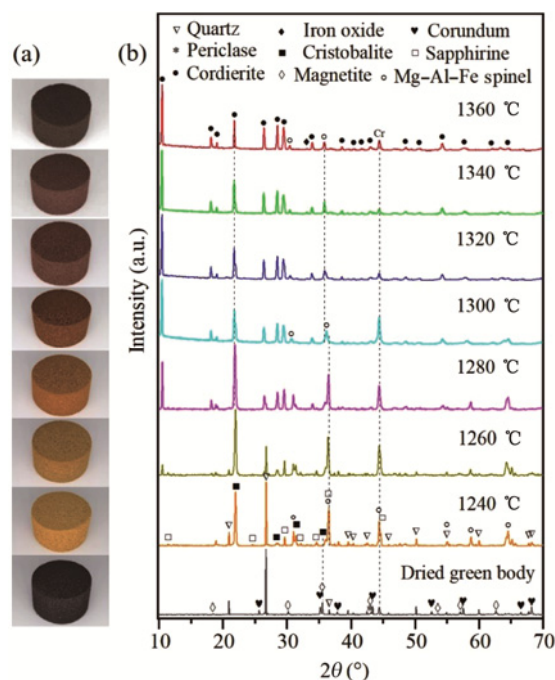 (a)
(b)
▽ Quartz ♦ Iron oxide ♥ Corundum
* Periclase ■ Cristobalite □ Sapphirine
● Cordierite ◇ Magnetite ○ Mg–Al–Fe spinel
1360 ℃
Cr
1340 ℃
1320 ℃
1300 ℃
1280 ℃
1260 ℃
1240 ℃
Dried green body
Intensity (a.u.)
10 20 30 40 50 60 70
2θ (°)